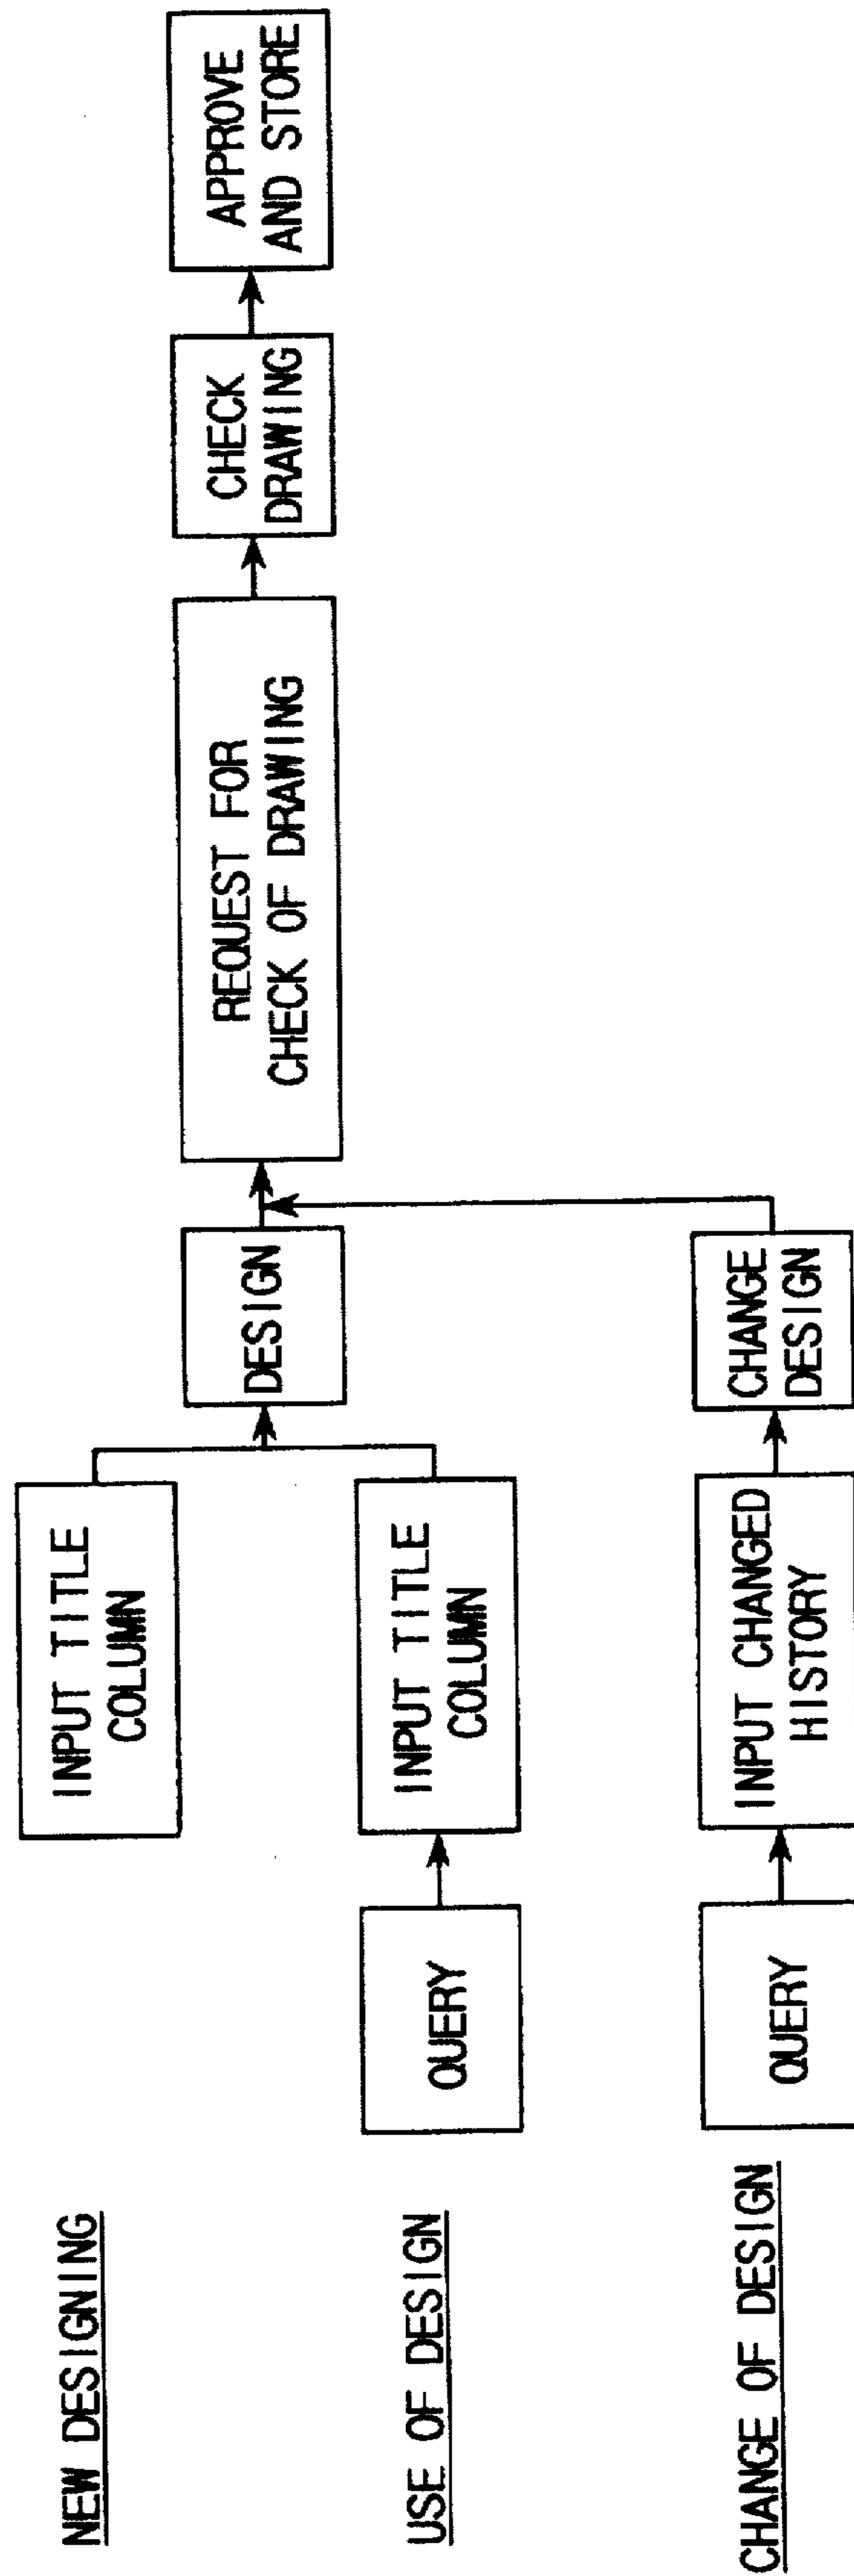 NEW DESIGNING
INPUT TITLE
COLUMN
USE OF DESIGN
QUERY
INPUT TITLE
COLUMN
DESIGN
REQUEST FOR
CHECK OF DRAWING
CHECK
DRAWING
APPROVE
AND STORE
CHANGE OF DESIGN
QUERY
INPUT CHANGED
HISTORY
CHANGE
DESIGN